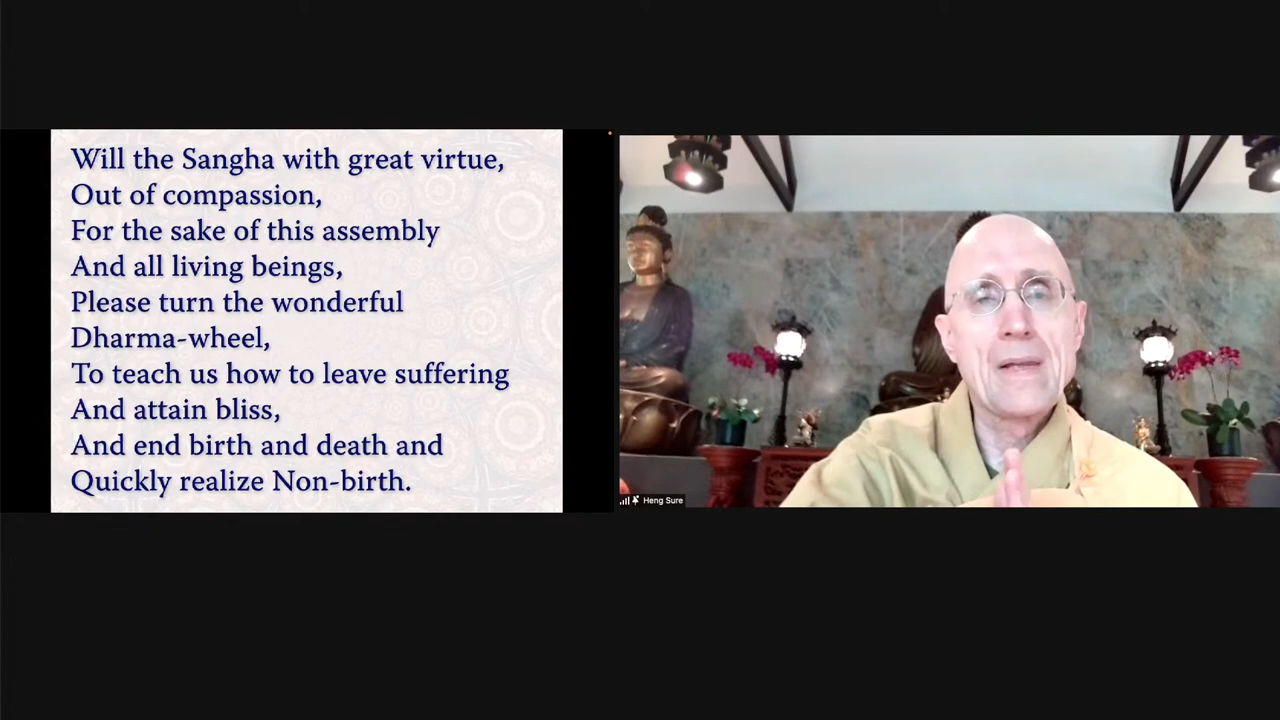 Will the Sangha with great virtue,
Out of compassion,
For the sake of this assembly
And all living beings,
Please turn the wonderful
Dharma-wheel,
To teach us how to leave suffering
And attain bliss,
And end birth and death and
Quickly realize Non-birth.
Heng Sure